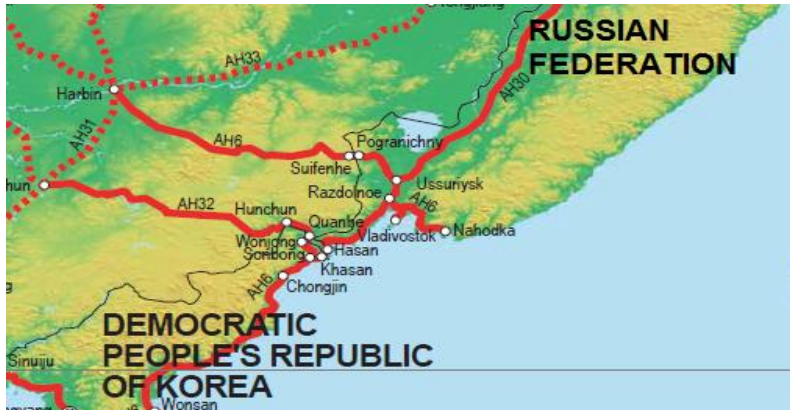 RUSSIAN
FEDERATION
AH33
Harbin
AH30
AH31
AH6
Pogranichny
Suifenhe
hun
Ussuriysk
Razdolnoe
AH32
AH6
Hunchun
Quanhe
Vladivostok
Nahodka
Wonjong
Hasan
Sonbong
Khasan
AH6
Chongjin
DEMOCRATIC
PEOPLE'S REPUBLIC
OF KOREA
Sinuiju
Wonsan